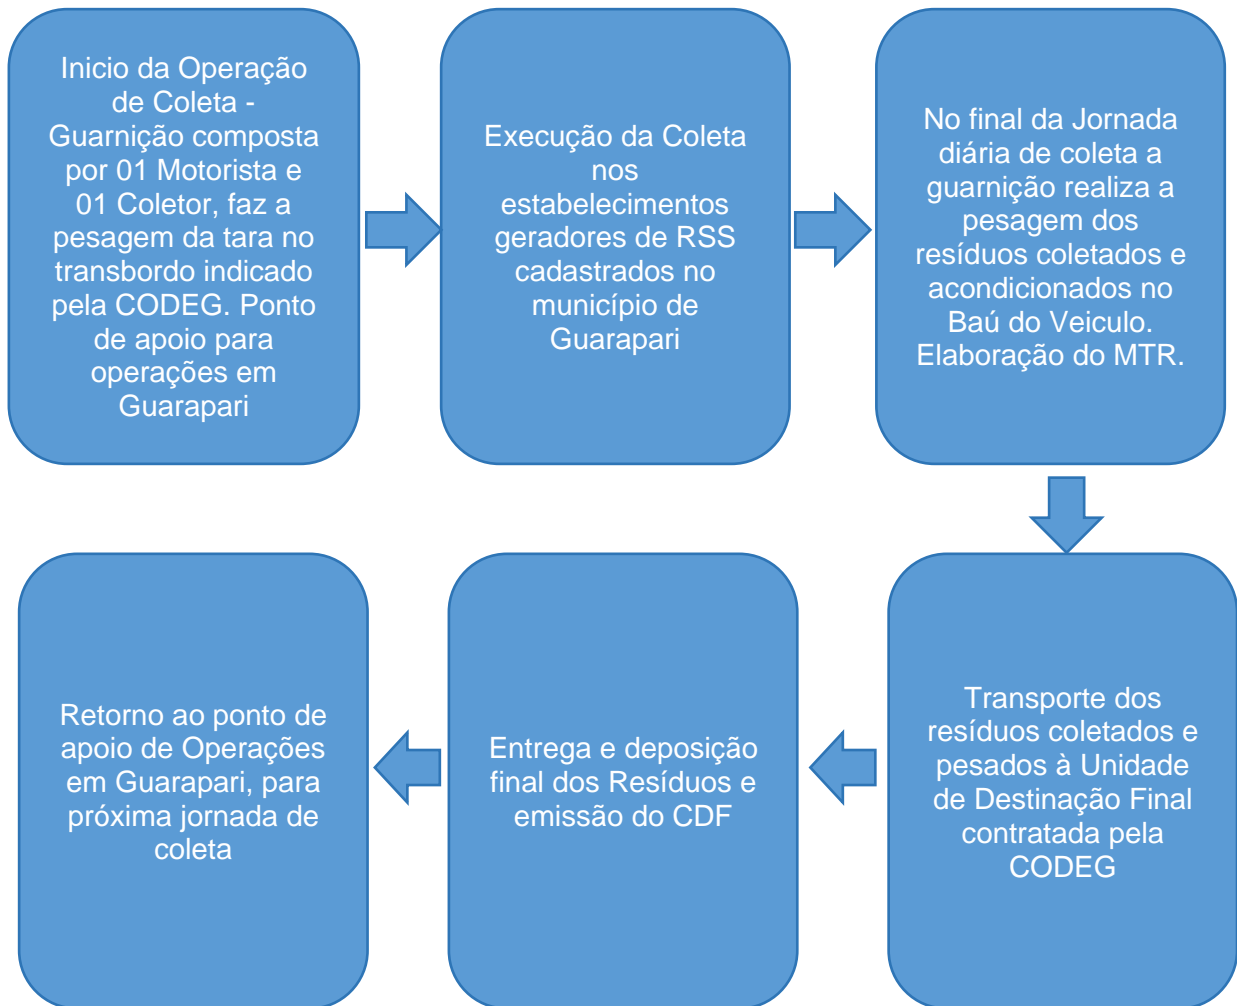 Inicio da Operação
de Coleta -
Guarnição composta
por 01 Motorista e
01 Coletor, faz a
pesagem da tara no
transbordo indicado
pela CODEG. Ponto
de apoio para
operações em
Guarapari
Execução da Coleta
nos
estabelecimentos
geradores de RSS
cadastrados no
município de
Guarapari
No final da Jornada
diária de coleta a
guarnição realiza a
pesagem dos
resíduos coletados e
acondicionados no
Baú do Veiculo.
Elaboração do MTR.
Transporte dos
resíduos coletados e
pesados à Unidade
de Destinação Final
contratada pela
CODEG
Entrega e deposição
final dos Resíduos e
emissão do CDF
Retorno ao ponto de
apoio de Operações
em Guarapari, para
próxima jornada de
coleta